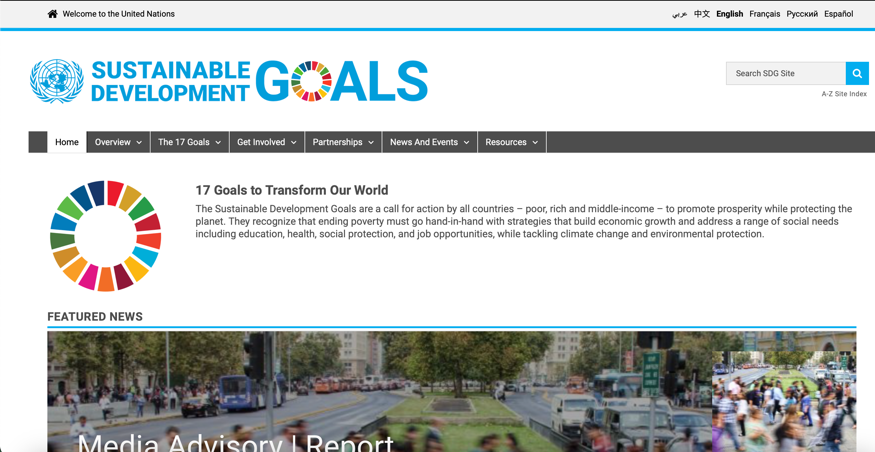 Welcome to the United Nations
عربي 中文 English Français Русский Español
SUSTAINABLE
DEVELOPMENT
GOALS
Search SDG Site
A-Z Site Index
Home Overview The 17 Goals Get Involved Partnerships News And Events Resources
17 Goals to Transform Our World
The Sustainable Development Goals are a call for action by all countries – poor, rich and middle-income – to promote prosperity while protecting the
planet. They recognize that ending poverty must go hand-in-hand with strategies that build economic growth and address a range of social needs
including education, health, social protection, and job opportunities, while tackling climate change and environmental protection.
FEATURED NEWS
Media Advisory | Report